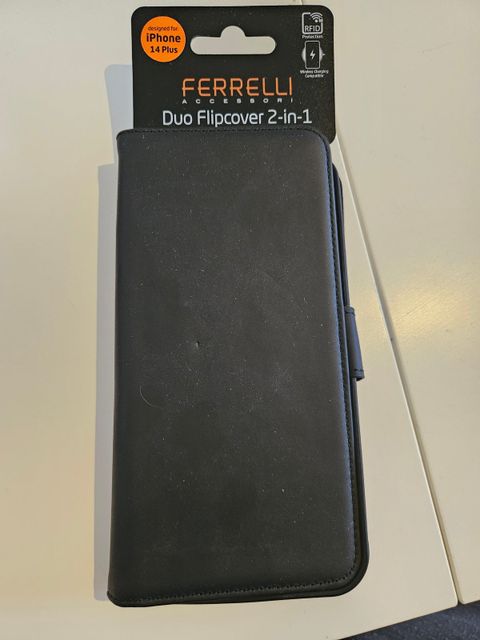 designed for:
iPhone
14 Plus
RFID
Protection
Wireless Charging
Compatible
FERRELLI
ACCESSORI
Duo Flipcover 2-in-1